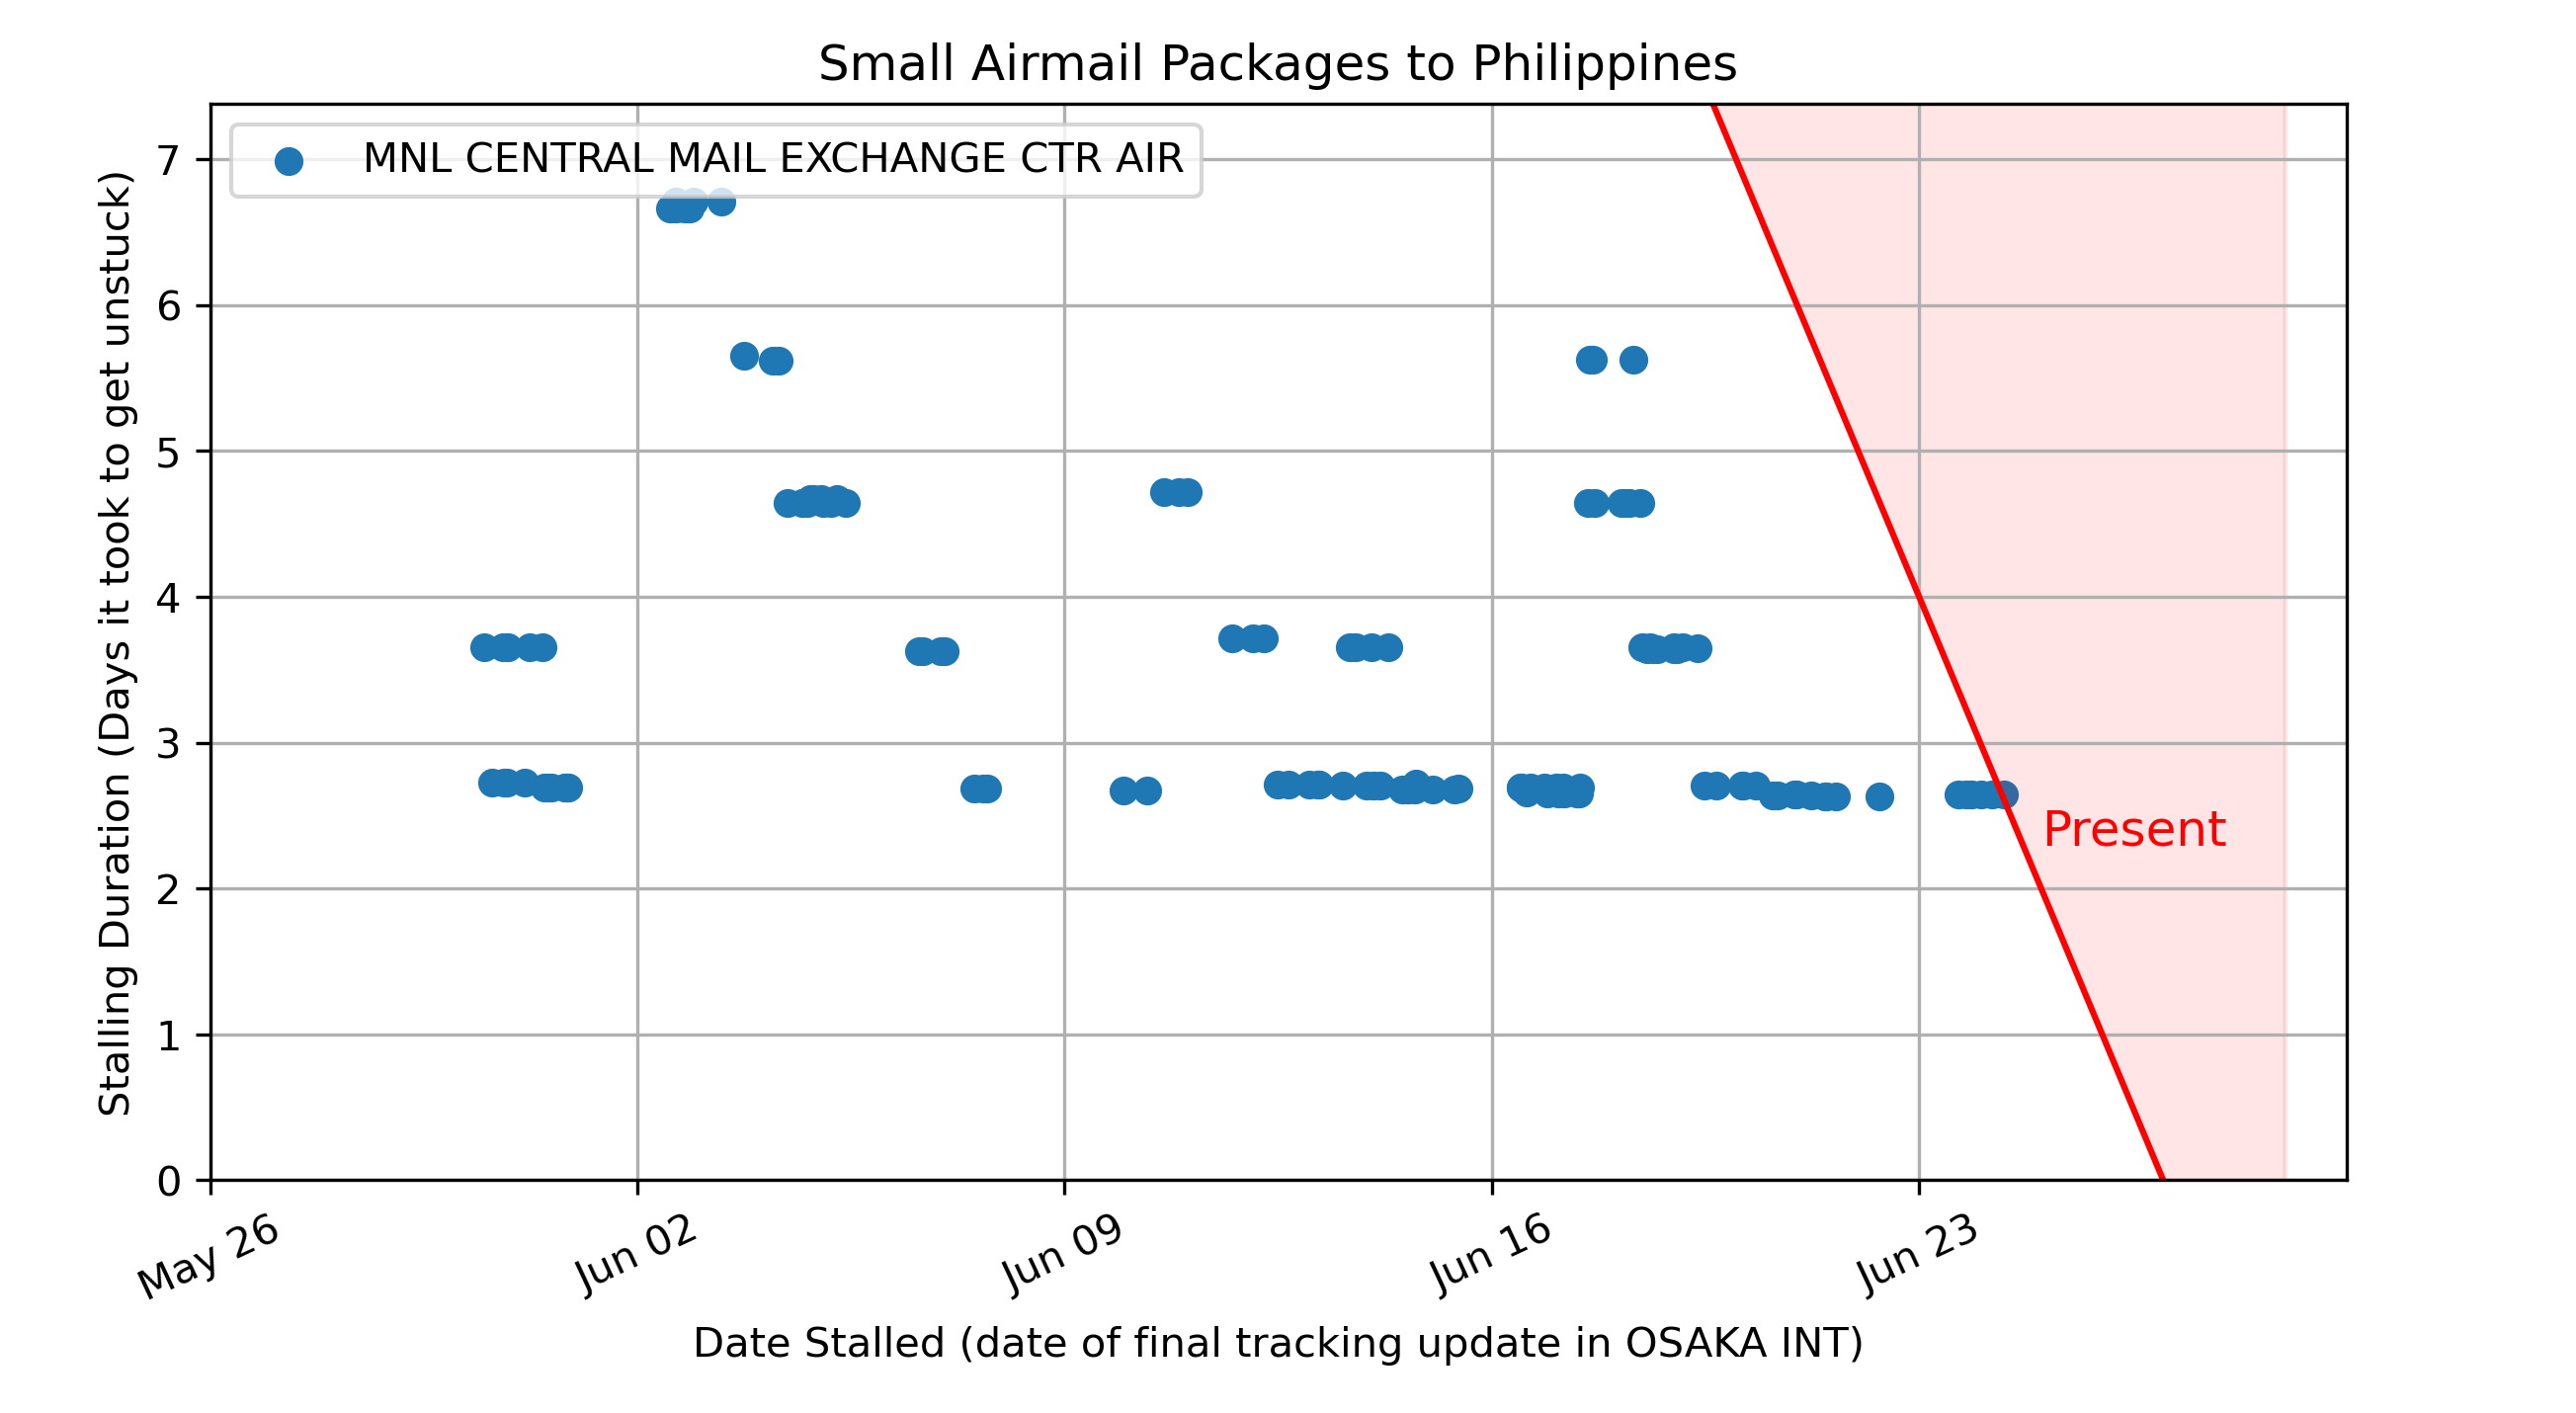 Small Airmail Packages to Philippines
MNL CENTRAL MAIL EXCHANGE CTR AIR
Stalling Duration (Days it took to get unstuck)
7
6
5
4
3
2
1
0
Present
May 26
Jun 02
Jun 09
Jun 16
Jun 23
Date Stalled (date of final tracking update in OSAKA INT)